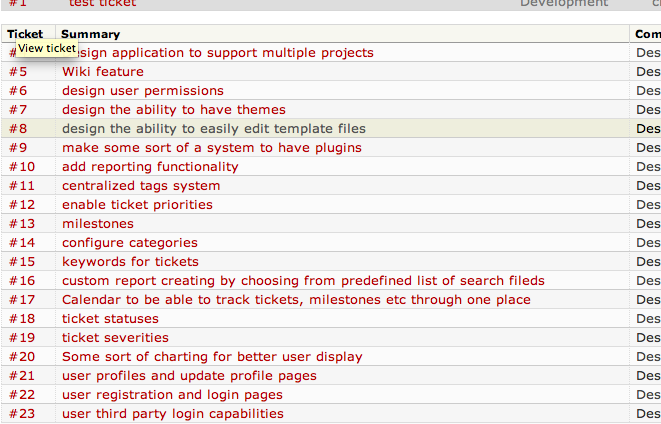 #1 test ticket Development
Ticket Summary Com
View ticket
# design application to support multiple projects Des
#5 Wiki feature Des
#6 design user permissions Des
#7 design the ability to have themes Des
#8 design the ability to easily edit template files Des
#9 make some sort of a system to have plugins Des
#10 add reporting functionality Des
#11 centralized tags system Des
#12 enable ticket priorities Des
#13 milestones Des
#14 configure categories Des
#15 keywords for tickets Des
#16 custom report creating by choosing from predefined list of search fileds Des
#17 Calendar to be able to track tickets, milestones etc through one place Des
#18 ticket statuses Des
#19 ticket severities Des
#20 Some sort of charting for better user display Des
#21 user profiles and update profile pages Des
#22 user registration and login pages Des
#23 user third party login capabilities Des